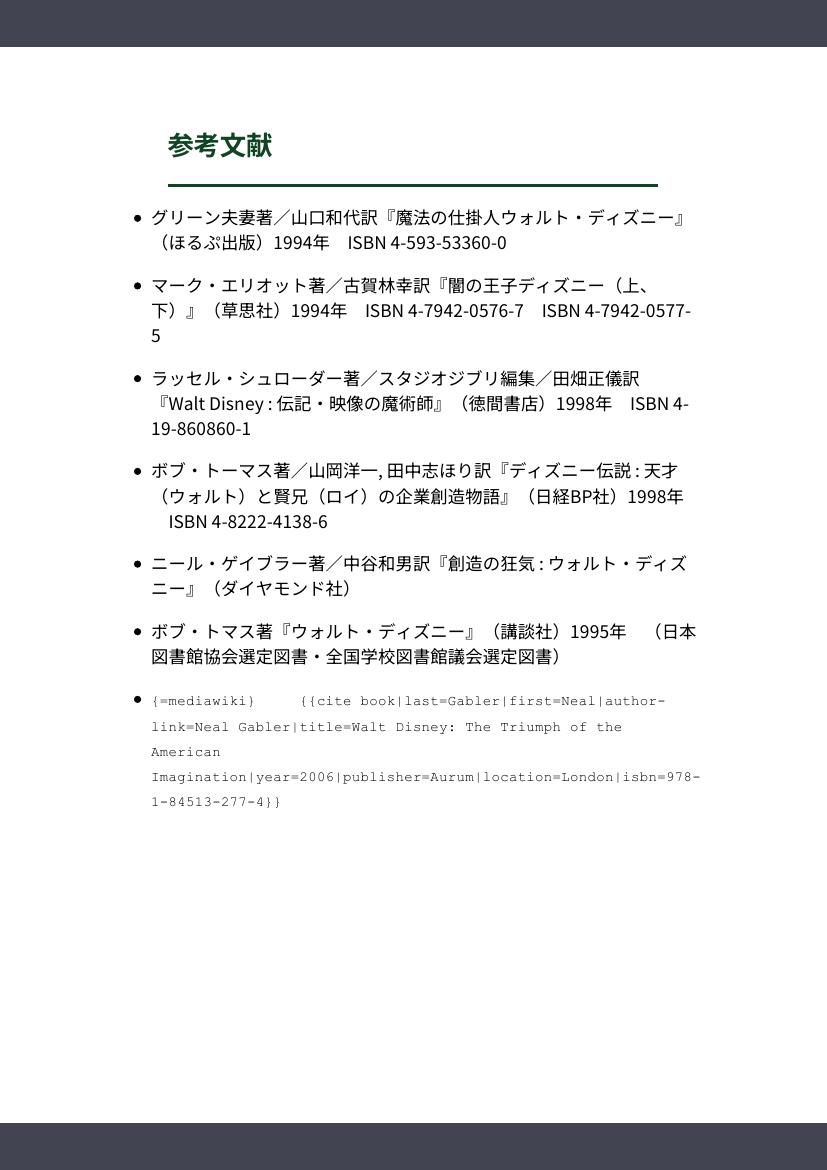 参考文献
グリーン夫妻著／山口和代訳『魔法の仕掛人ウォルト・ディズニー』
（ほるぷ出版）1994年　ISBN 4-593-53360-0
マーク・エリオット著／古賀林幸訳『闇の王子ディズニー（上、
下）』（草思社）1994年　ISBN 4-7942-0576-7　ISBN 4-7942-0577-
5
ラッセル・シュローダー著／スタジオジブリ編集／田畑正儀訳
『Walt Disney : 伝記・映像の魔術師』（徳間書店）1998年　ISBN 4-
19-860860-1
ボブ・トーマス著／山岡洋一, 田中志ほり訳『ディズニー伝説 : 天才
（ウォルト）と賢兄（ロイ）の企業創造物語』（日経BP社）1998年
　ISBN 4-8222-4138-6
ニール・ゲイブラー著／中谷和男訳『創造の狂気 : ウォルト・ディズ
ニー』（ダイヤモンド社）
ボブ・トマス著『ウォルト・ディズニー』（講談社）1995年　（日本
図書館協会選定図書・全国学校図書館議会選定図書）
{=mediawiki}　　{{cite book|last=Gabler|first=Neal|author-
link=Neal Gabler|title=Walt Disney: The Triumph of the
American
Imagination|year=2006|publisher=Aurum|location=London|isbn=978-
1-84513-277-4}}